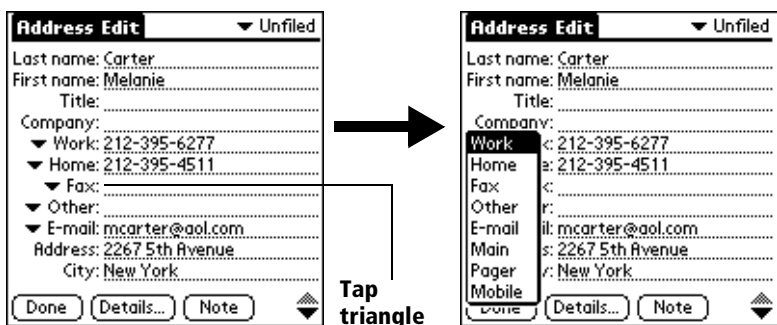 Address Edit Unfiled
Last name: Carter
First name: Melanie
Title:
Company:
Work: 212-395-6277
Home: 212-395-4511
Fax:
Other:
E-mail: mcarter@aol.com
Address: 2267 5th Avenue
City: New York
Done Details... Note
Tap
triangle
Address Edit Unfiled
Last name: Carter
First name: Melanie
Title:
Company:
Work k: 212-395-6277
Home e: 212-395-4511
Fax x:
Other r:
E-mail il: mcarter@aol.com
Main s: 2267 5th Avenue
Pager y: New York
Mobile
Done Details... Note